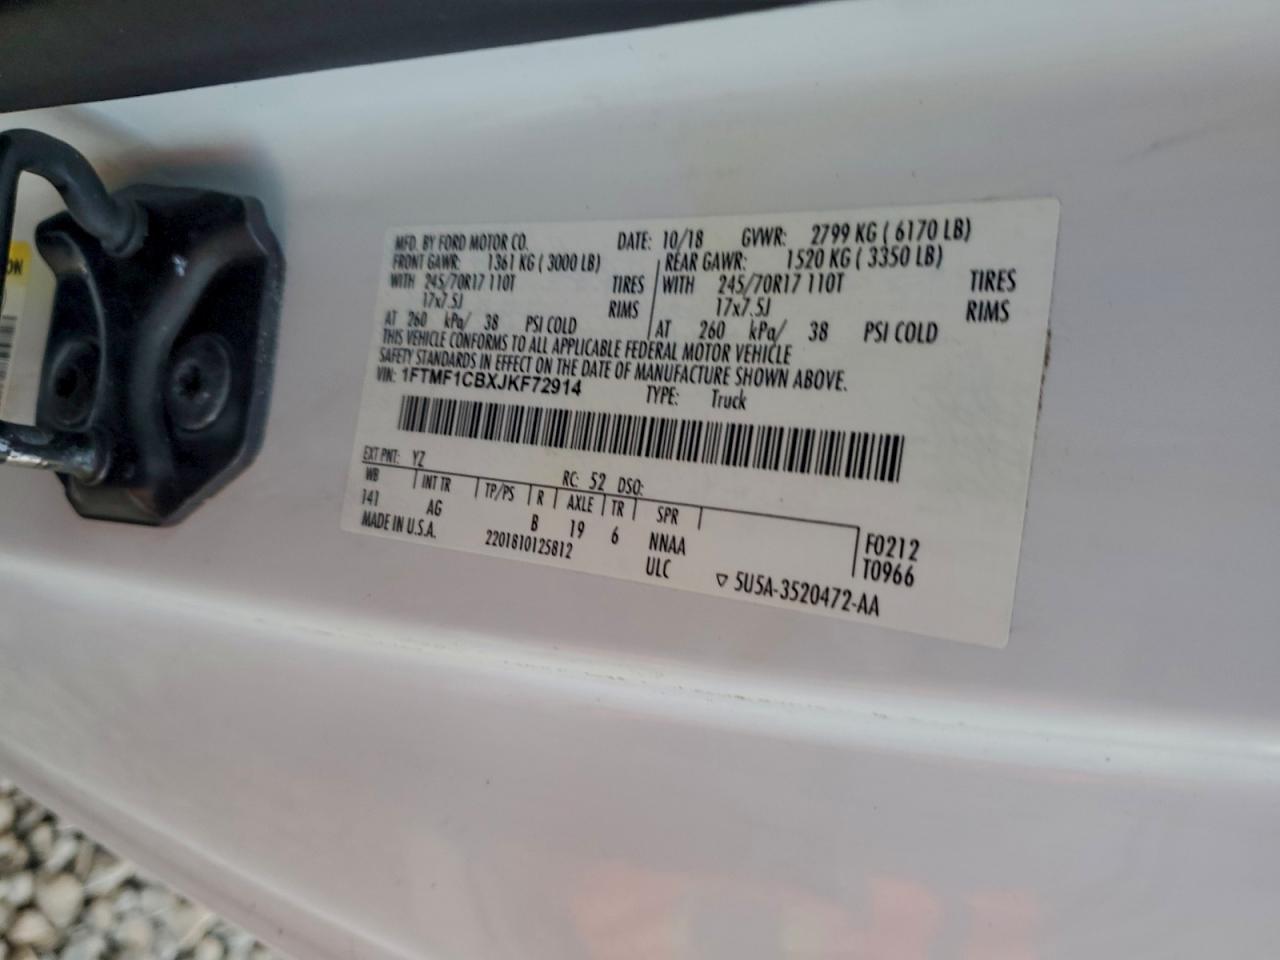 MFD. BY FORD MOTOR CO. DATE: 10/18 GVWR: 2799 KG ( 6170 LB)
FRONT GAWR: 1361 KG ( 3000 LB) REAR GAWR: 1520 KG ( 3350 LB)
WITH 245/70R17 110T TIRES WITH 245/70R17 110T TIRES
17x7.5J RIMS 17x7.5J RIMS
AT 260 kPa/ 38 PSI COLD AT 260 kPa/ 38 PSI COLD
THIS VEHICLE CONFORMS TO ALL APPLICABLE FEDERAL MOTOR VEHICLE
SAFETY STANDARDS IN EFFECT ON THE DATE OF MANUFACTURE SHOWN ABOVE.
VIN: 1FTMF1CBXJKF72914 TYPE: Truck
EXT PNT: YZ RC: 52 DSO:
WB INT TR TP/PS R AXLE TR SPR
141 AG B 19 6 NNAA F0212
MADE IN U.S.A. 2201810125812 ULC T0966
▽ 5U5A-3520472-AA